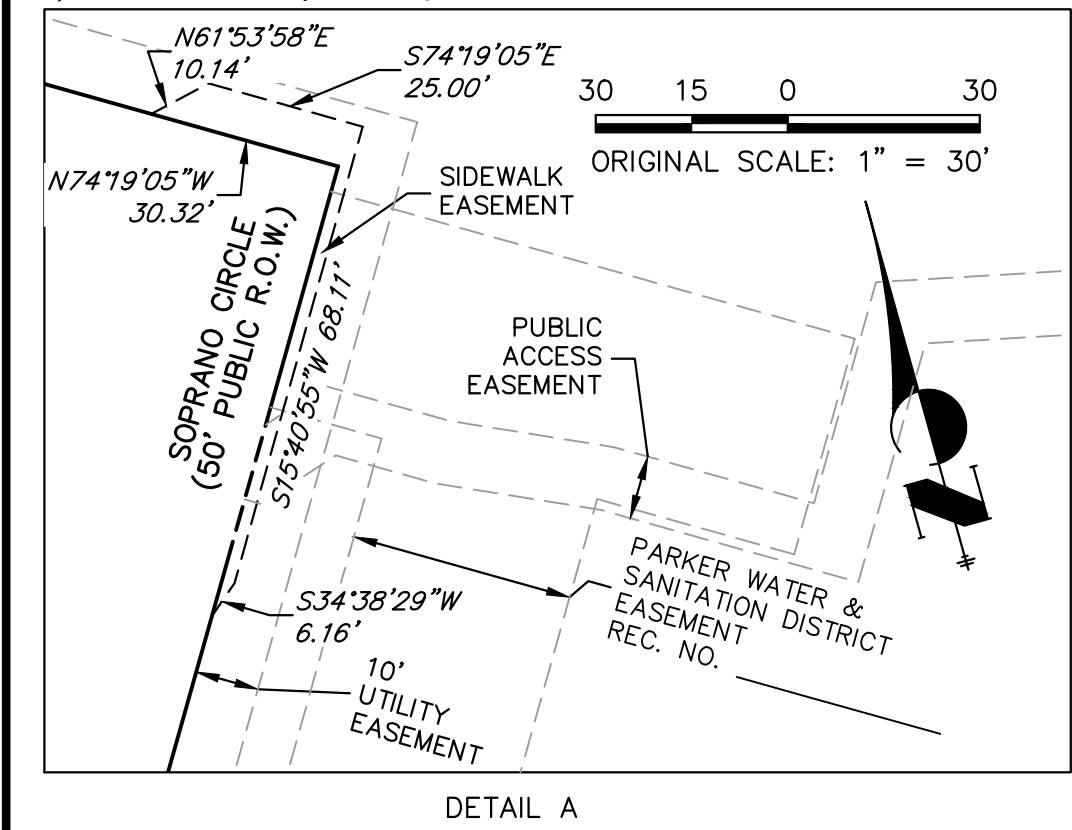 N61°53'58"E
10.14'
S74°19'05"E
25.00'
30 15 0 30
ORIGINAL SCALE: 1" = 30'
N74°19'05"W
30.32'
SIDEWALK
EASEMENT
SOPRANO CIRCLE
(50' PUBLIC R.O.W.)
S15°40'55"W 68.11'
PUBLIC
ACCESS
EASEMENT
PARKER WATER &
SANITATION DISTRICT
EASEMENT
REC. NO.
S34°38'29"W
6.16'
10'
UTILITY
EASEMENT
DETAIL A